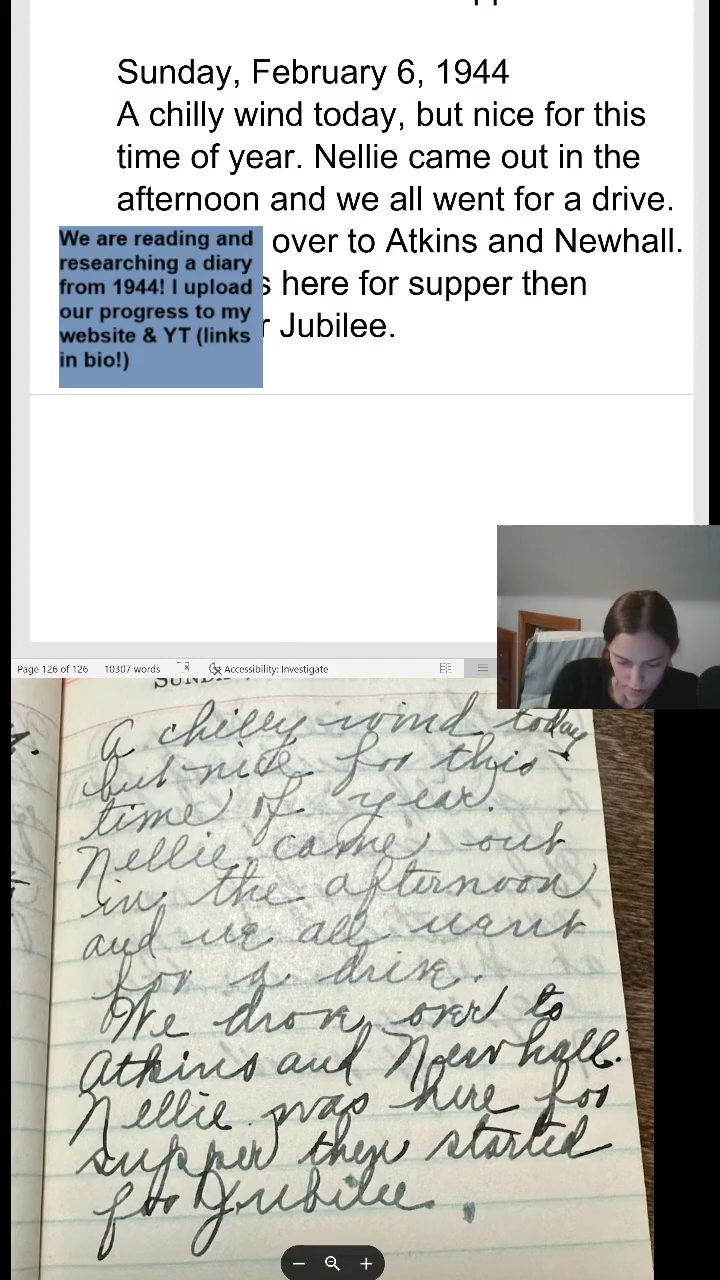 Sunday, February 6, 1944
A chilly wind today, but nice for this
time of year. Nellie came out in the
afternoon and we all went for a drive.
over to Atkins and Newhall.
s here for supper then
r Jubilee.
We are reading and
researching a diary
from 1944! I upload
our progress to my
website & YT (links
in bio!)
Page 126 of 126 10307 words Accessibility: Investigate
A chilly wind today
but nice for this
time of year.
Nellie came out
in the afternoon
and we all went
for a drive.
We drove over to
Atkins and Newhall.
Nellie was here for
supper then started
for Jubilee.